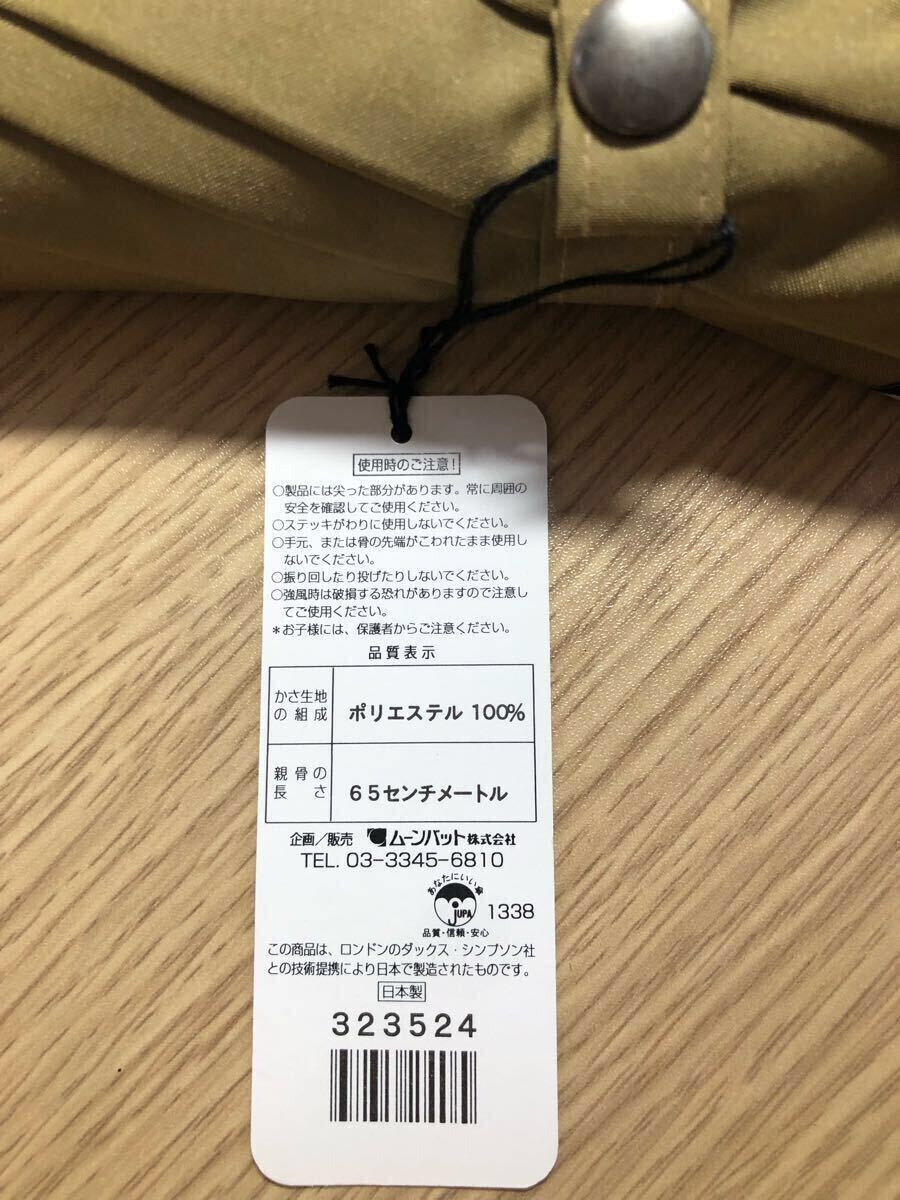 使用時のご注意!
○製品には尖った部分があります。常に周囲の
安全を確認してご使用ください。
○ステッキがわりに使用しないでください。
○手元、または骨の先端がこわれたまま使用し
ないでください。
○振り回したり投げたりしないでください。
○強風時は破損する恐れがありますので注意し
てご使用ください。
*お子様には、保護者からご注意ください。
品質表示
かさ生地
の組成
ポリエステル 100%
親骨の
長さ
65センチメートル
企画/販売 ムーンバット株式会社
TEL. 03-3345-6810
あなたにいい傘
JUPA
1338
品質・信頼・安心
この商品は、ロンドンのダックス・シンプソン社
との技術提携により日本で製造されたものです。
日本製
323524